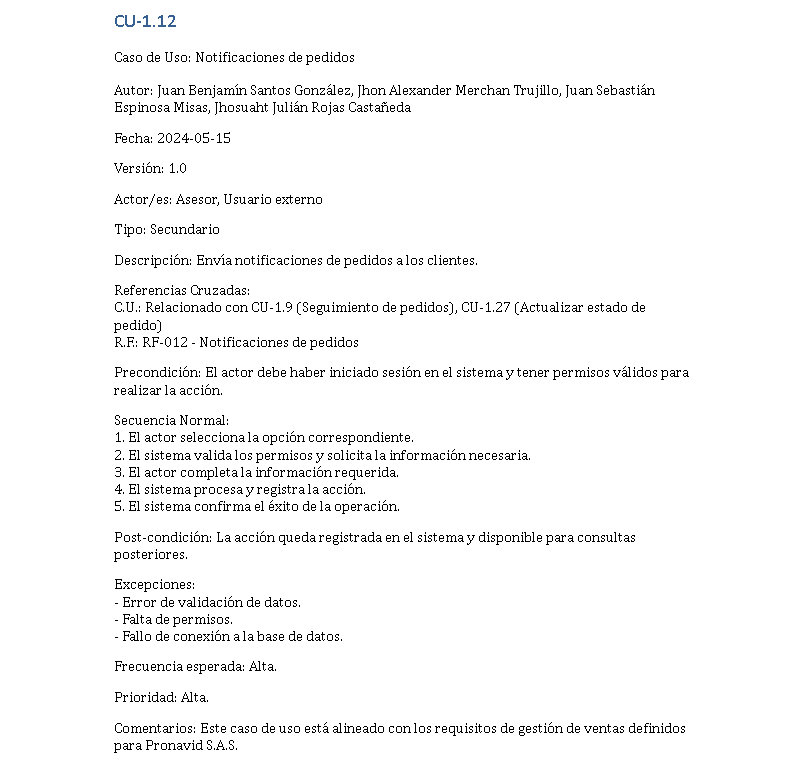 CU-1.12
Caso de Uso: Notificaciones de pedidos
Autor: Juan Benjamín Santos González, Jhon Alexander Merchan Trujillo, Juan Sebastián
Espinosa Misas, Jhosuaht Julián Rojas Castañeda
Fecha: 2024-05-15
Versión: 1.0
Actor/es: Asesor, Usuario externo
Tipo: Secundario
Descripción: Envía notificaciones de pedidos a los clientes.
Referencias Cruzadas:
C.U.: Relacionado con CU-1.9 (Seguimiento de pedidos), CU-1.27 (Actualizar estado de
pedido)
R.F.: RF-012 - Notificaciones de pedidos
Precondición: El actor debe haber iniciado sesión en el sistema y tener permisos válidos para
realizar la acción.
Secuencia Normal:
1. El actor selecciona la opción correspondiente.
2. El sistema valida los permisos y solicita la información necesaria.
3. El actor completa la información requerida.
4. El sistema procesa y registra la acción.
5. El sistema confirma el éxito de la operación.
Post-condición: La acción queda registrada en el sistema y disponible para consultas
posteriores.
Excepciones:
- Error de validación de datos.
- Falta de permisos.
- Fallo de conexión a la base de datos.
Frecuencia esperada: Alta.
Prioridad: Alta.
Comentarios: Este caso de uso está alineado con los requisitos de gestión de ventas definidos
para Pronavid S.A.S.